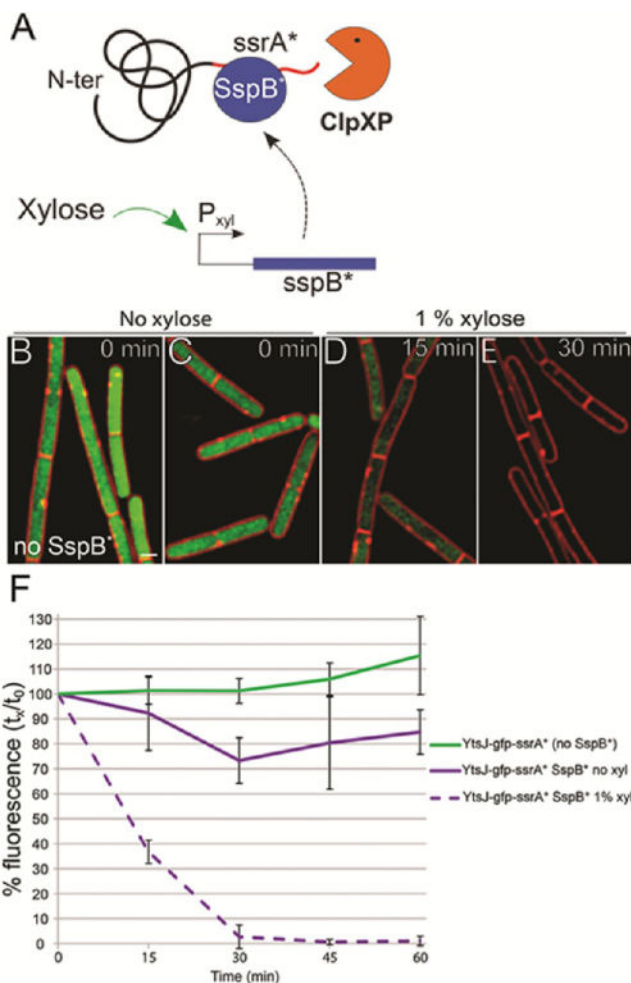 A
ssrA*
N-ter
SspB*
ClpXP
Xylose
Pxyl
sspB*
No xylose
1 % xylose
B
0 min
C
0 min
D
15 min
E
30 min
no SspB*
F
130
120
110
100
90
80
70
60
50
40
30
20
10
0
% fluorescence (tx/t0)
0
15
30
45
60
Time (min)
YtsJ-gfp-ssrA* (no SspB*)
YtsJ-gfp-ssrA* SspB* no xyl
YtsJ-gfp-ssrA* SspB* 1% xyl